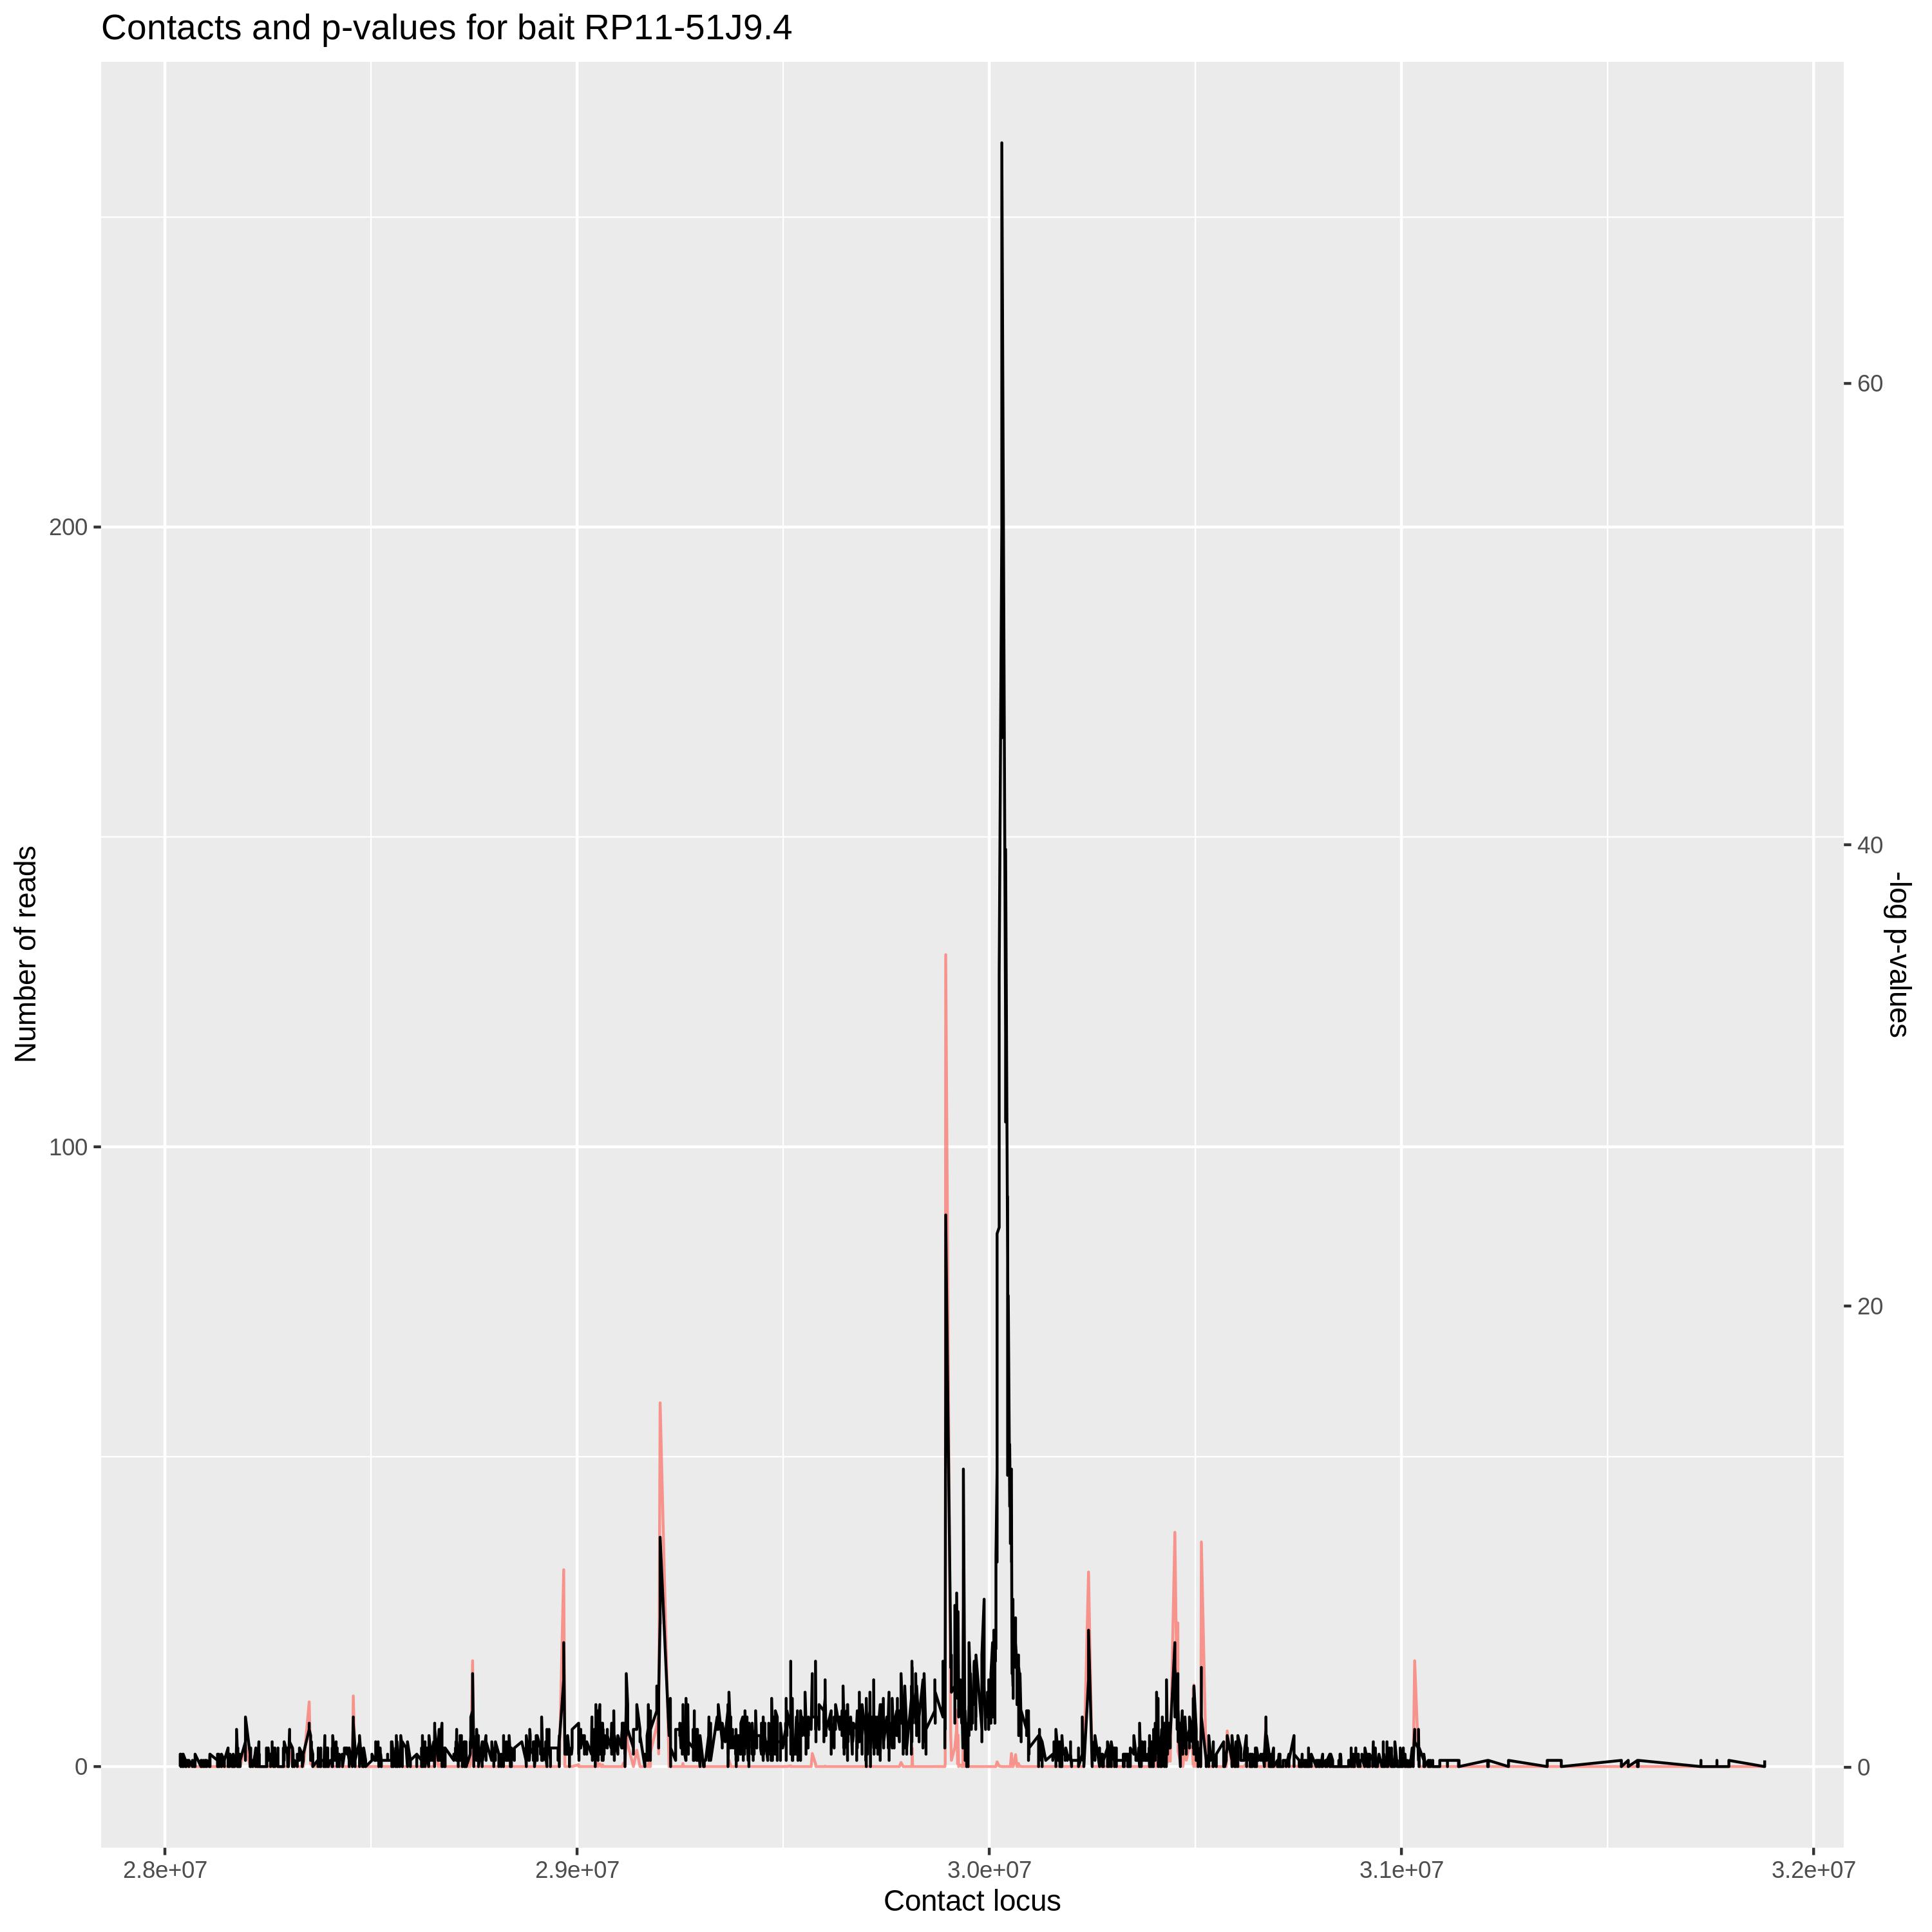 Contacts and p-values for bait RP11-51J9.4
Number of reads
200
100
0
60
40
20
0
-log p-values
2.8e+07 2.9e+07 3.0e+07 3.1e+07 3.2e+07
Contact locus